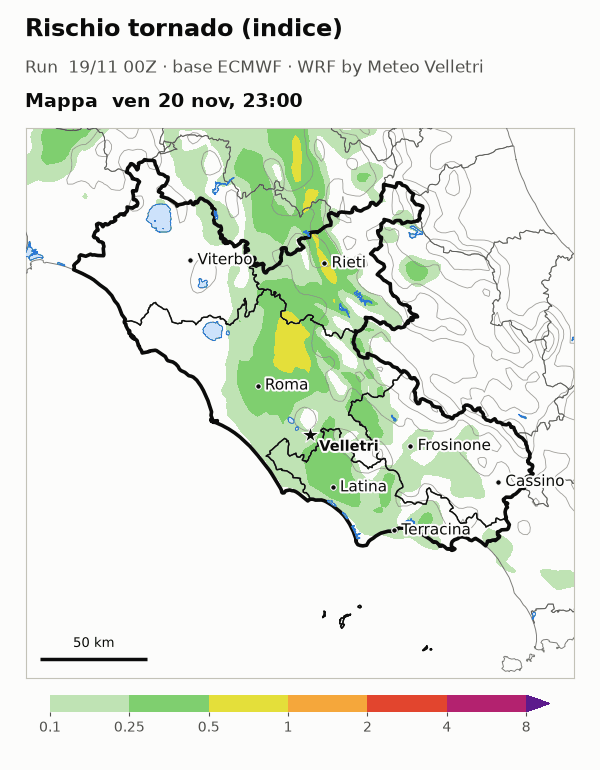 Rischio tornado (indice)
Run  19/11 00Z · base ECMWF · WRF by Meteo Velletri
Mappa  ven 20 nov, 23:00
Viterbo
Rieti
Roma
Velletri
Frosinone
Latina
Cassino
Terracina
50 km
0.1 0.25 0.5 1 2 4 8